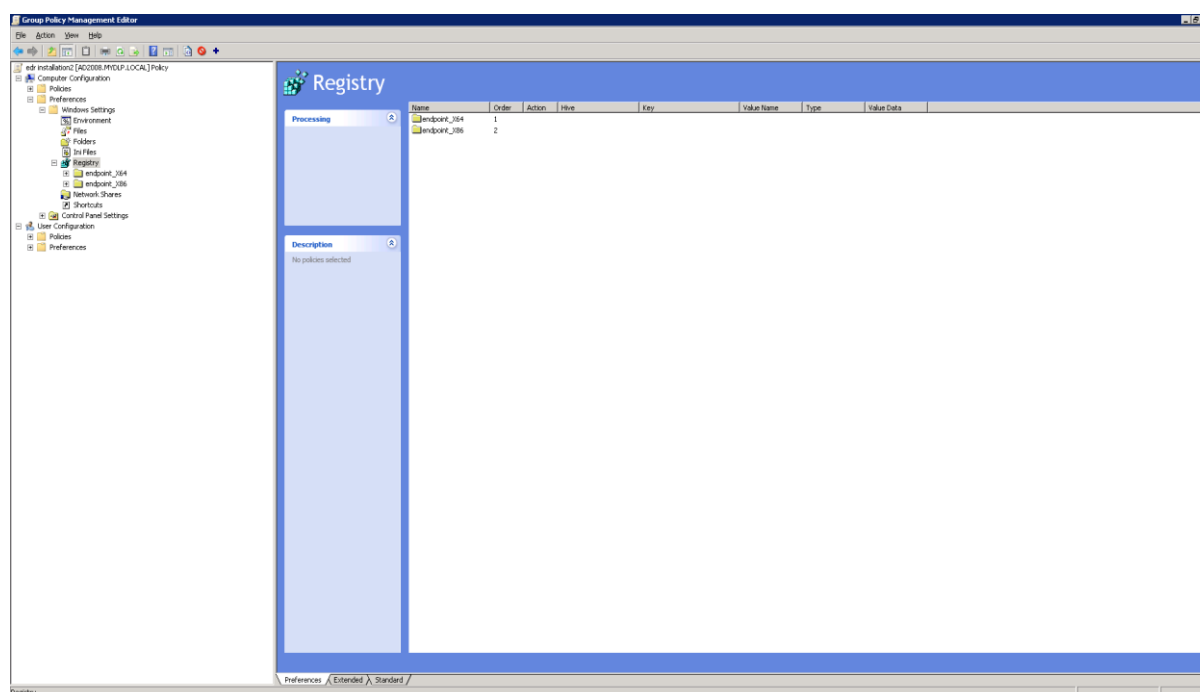 Group Policy Management Editor
File Action View Help
edr installation2 [AD2008.MYDLP.LOCAL] Policy
Computer Configuration
Policies
Preferences
Windows Settings
Environment
Files
Folders
Ini Files
Registry
endpoint_X64
endpoint_X86
Network Shares
Shortcuts
Control Panel Settings
User Configuration
Policies
Preferences
Registry
Processing
Description
No policies selected
Name Order Action Hive Key Value Name Type Value Data
endpoint_X64 1
endpoint_X86 2
Preferences Extended Standard
Registry